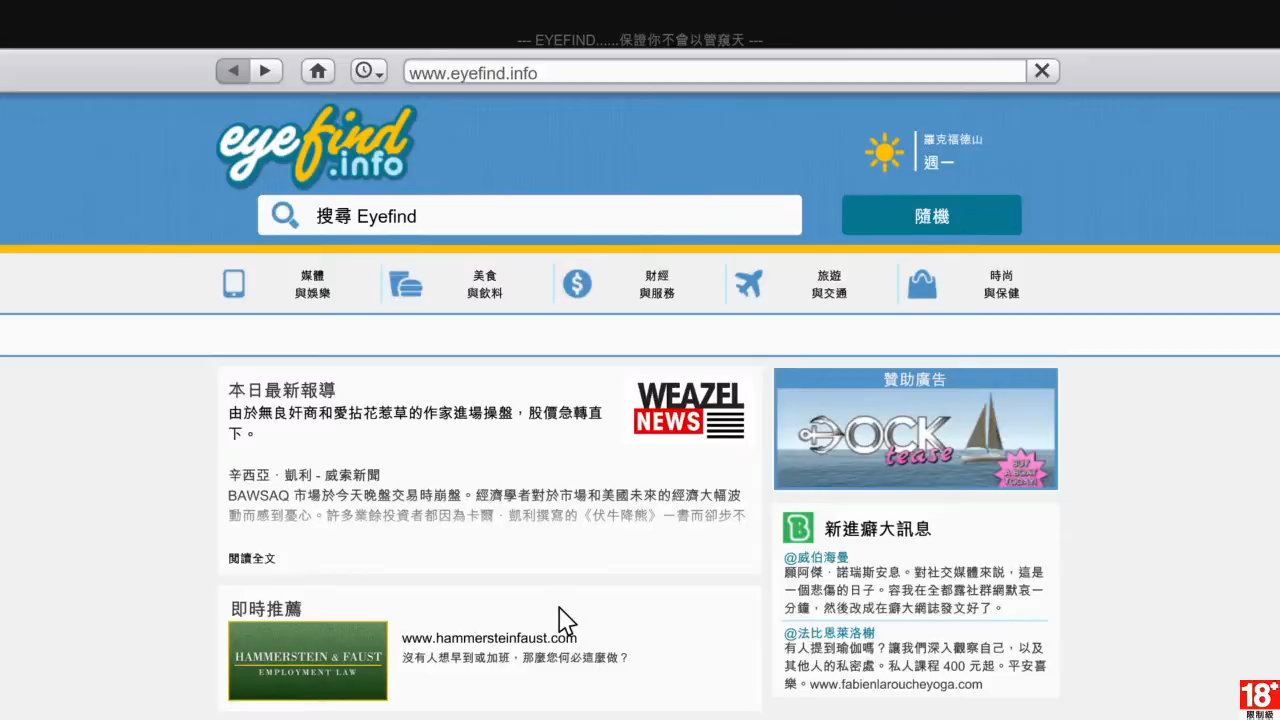 --- EYEFIND......保證你不會以管窺天 ---
www.eyefind.info
eyefind
.info
羅克福德山
週一
搜尋 Eyefind
隨機
媒體
與娛樂
美食
與飲料
財經
與服務
旅遊
與交通
時尚
與保健
本日最新報導
由於無良奸商和愛拈花惹草的作家進場操盤，股價急轉直
下。
WEAZEL
NEWS
辛西亞．凱利 - 威索新聞
BAWSAQ 市場於今天晚盤交易時崩盤。經濟學者對於市場和美國未來的經濟大幅波
動而感到憂心。許多業餘投資者都因為卡爾．凱利撰寫的《伏牛降熊》一書而卻步不
閱讀全文
即時推薦
HAMMERSTEIN & FAUST
EMPLOYMENT LAW
www.hammersteinfaust.com
沒有人想早到或加班，那麼您何必這麼做？
贊助廣告
DOCK
tease
BUY
A BOAT
TODAY!
新進癖大訊息
@威伯海曼
願阿傑．諾瑞斯安息。對社交媒體來說，這是
一個悲傷的日子。容我在全都露社群網默哀一
分鐘，然後改成在癖大網誌發文好了。
@法比恩萊洛榭
有人提到瑜伽嗎？讓我們深入觀察自己，以及
其他人的私密處。私人課程 400 元起。平安喜
樂。www.fabienlaroucheyoga.com
18+
限制級